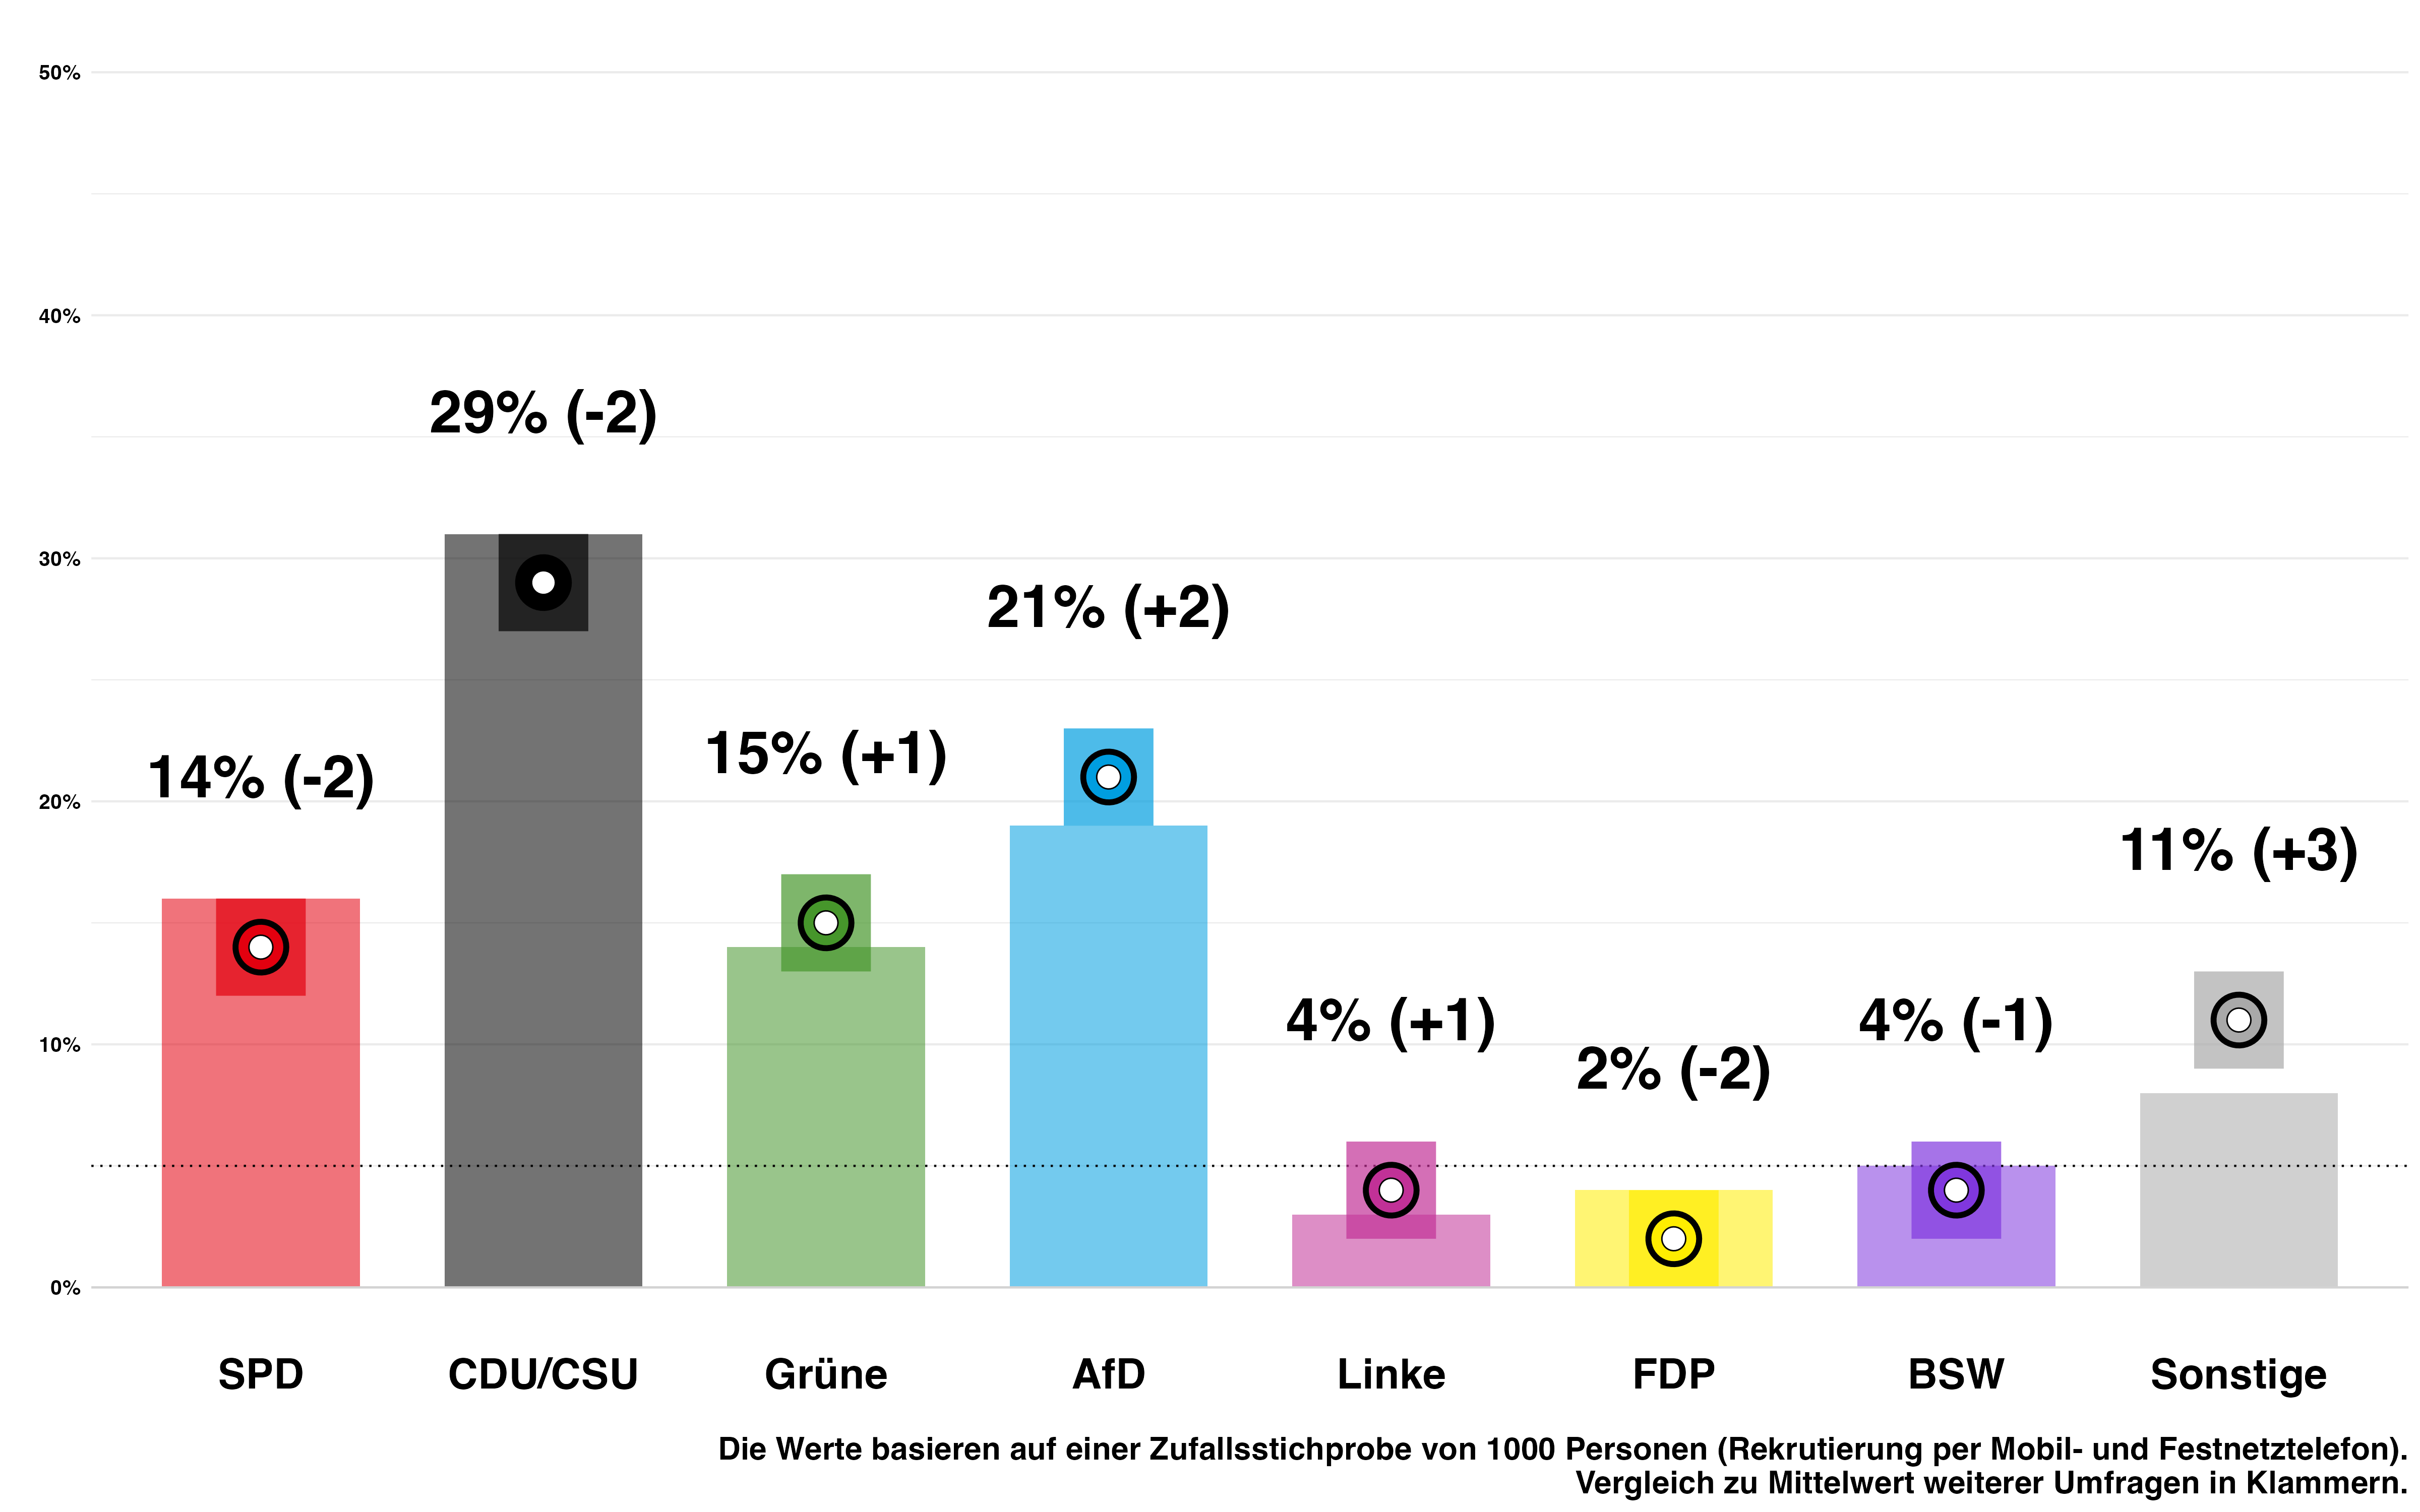 50%
40%
30%
20%
10%
0%
14% (-2)
29% (-2)
15% (+1)
21% (+2)
4% (+1)
2% (-2)
4% (-1)
11% (+3)
SPD
CDU/CSU
Grüne
AfD
Linke
FDP
BSW
Sonstige
Die Werte basieren auf einer Zufallsstichprobe von 1000 Personen (Rekrutierung per Mobil- und Festnetztelefon).
Vergleich zu Mittelwert weiterer Umfragen in Klammern.